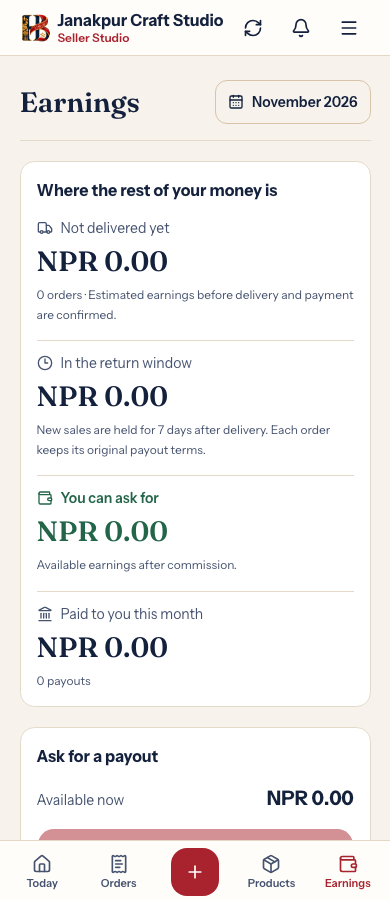 Janakpur Craft Studio
Seller Studio
Earnings
November 2026
Where the rest of your money is
Not delivered yet
NPR 0.00
0 orders · Estimated earnings before delivery and payment
are confirmed.
In the return window
NPR 0.00
New sales are held for 7 days after delivery. Each order
keeps its original payout terms.
You can ask for
NPR 0.00
Available earnings after commission.
Paid to you this month
NPR 0.00
0 payouts
Ask for a payout
Available now
NPR 0.00
Today
Orders
Products
Earnings